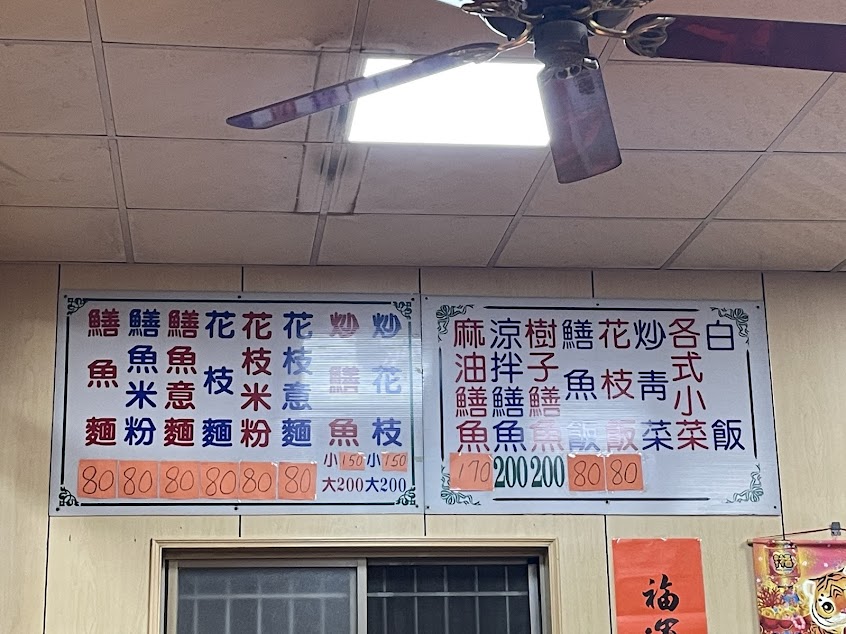 鱔魚麵 80
鱔魚米粉 80
鱔魚意麵 80
花枝麵 80
花枝米粉 80
花枝意麵 80
炒鱔魚 小150 大200
炒花枝 小150 大200
麻油鱔魚 170
涼拌鱔魚 200
樹子鱔魚 200
鱔魚飯 80
花枝飯 80
炒青菜
各式小菜
白飯
福